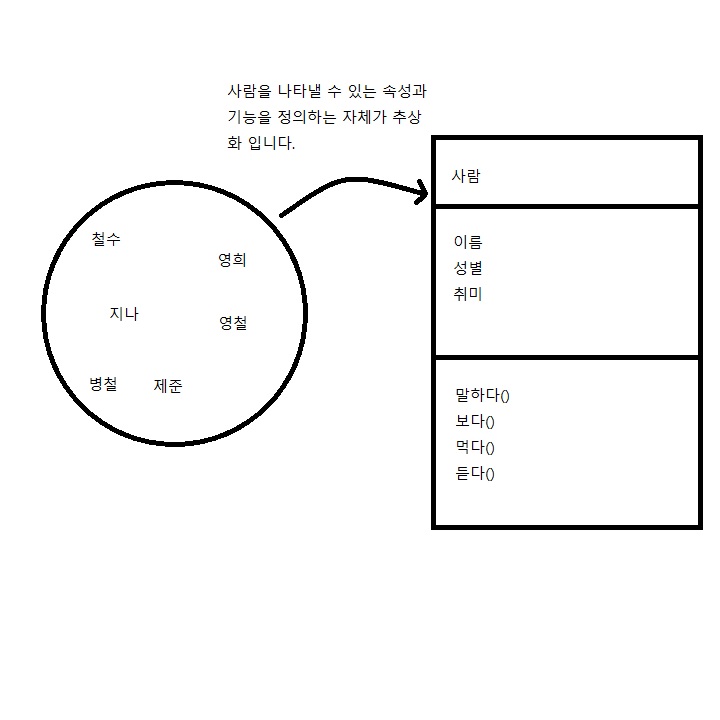 사람을 나타낼 수 있는 속성과
기능을 정의하는 자체가 추상
화 입니다.
철수
영희
지나
영철
병철
제준
사람
이름
성별
취미
말하다()
보다()
먹다()
듣다()